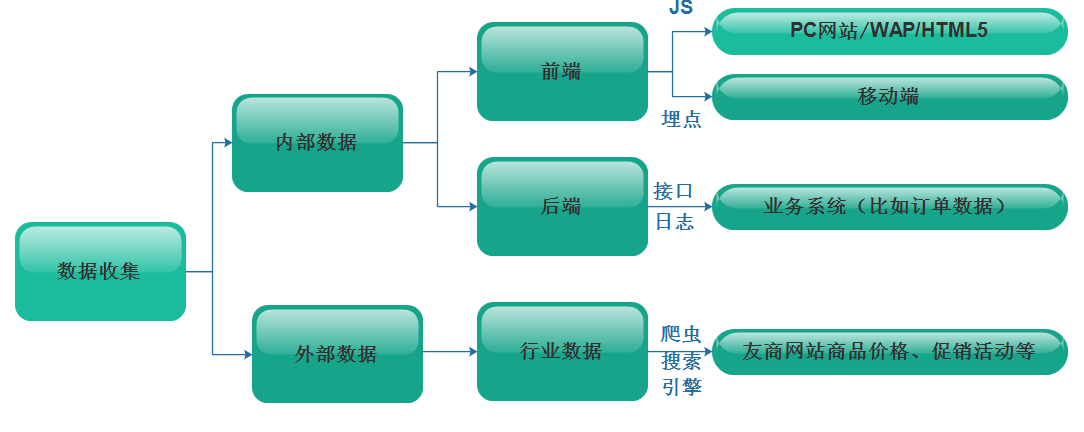 JS
PC网站/WAP/HTML5
前端
移动端
埋点
内部数据
后端
接口
日志
业务系统（比如订单数据）
数据收集
外部数据
行业数据
爬虫
搜索
引擎
友商网站商品价格、促销活动等